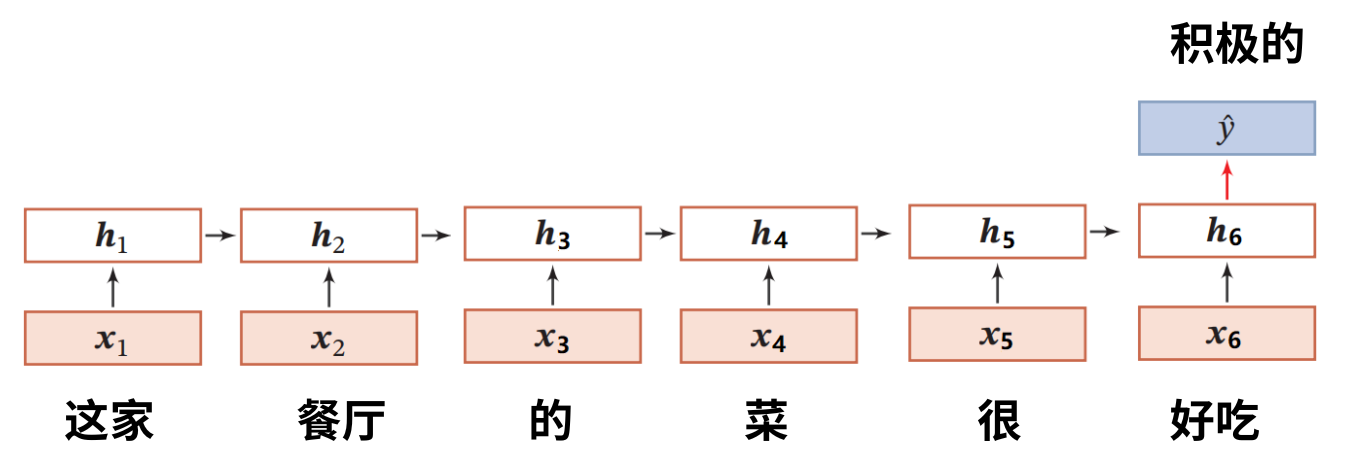 积极的
ŷ
h₁ h₂ h₃ h₄ h₅ h₆
x₁ x₂ x₃ x₄ x₅ x₆
这家 餐厅 的 菜 很 好吃